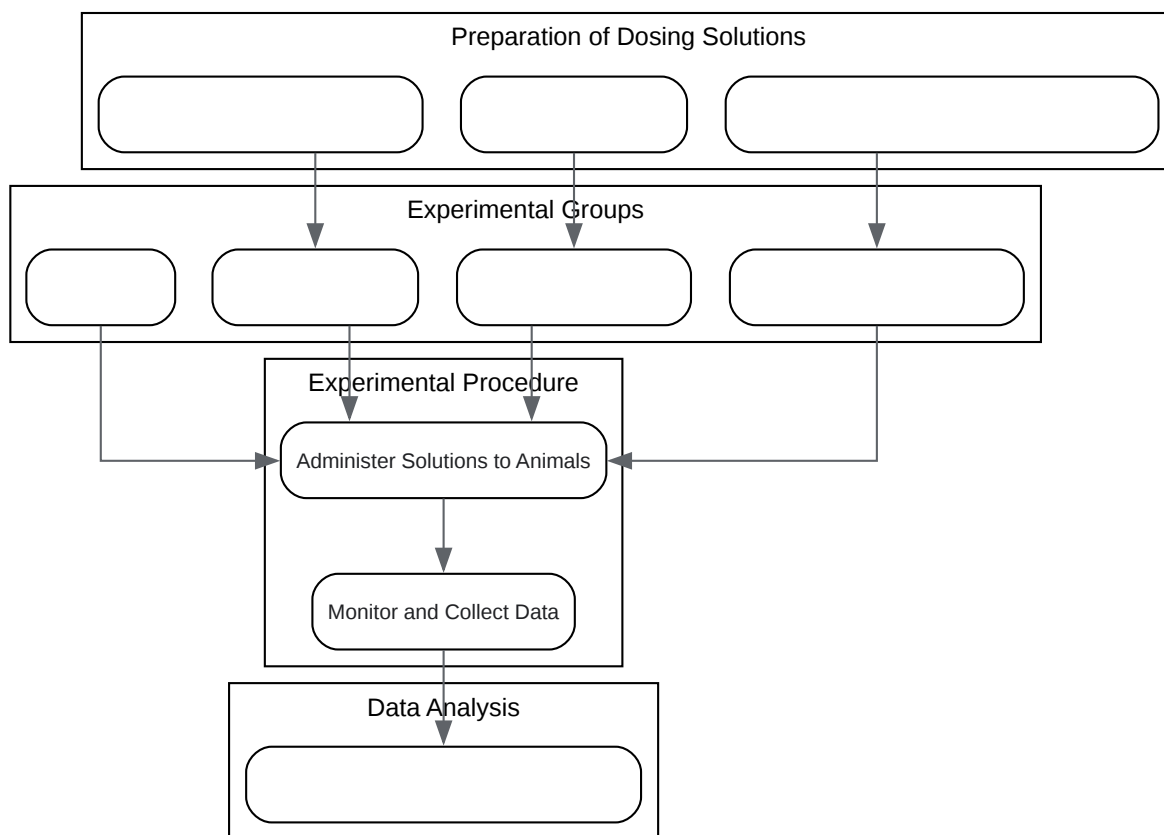 Preparation of Dosing Solutions
Experimental Groups
Experimental Procedure
Administer Solutions to Animals
Monitor and Collect Data
Data Analysis